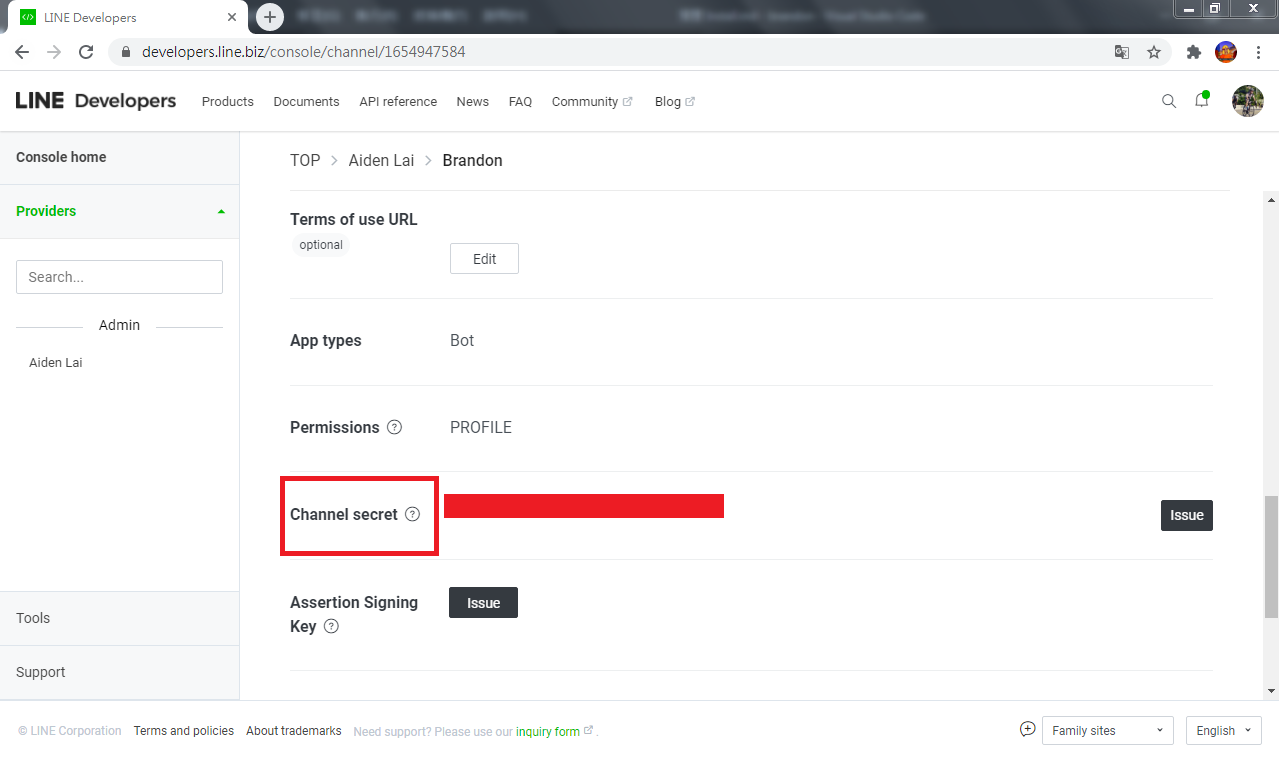 LINE Developers
developers.line.biz/console/channel/1654947584
LINE Developers
Products
Documents
API reference
News
FAQ
Community
Blog
Console home
Providers
Search...
Admin
Aiden Lai
Tools
Support
TOP > Aiden Lai > Brandon
Terms of use URL
optional
Edit
App types
Bot
Permissions ?
PROFILE
Channel secret ?
Issue
Assertion Signing
Key ?
Issue
© LINE Corporation
Terms and policies
About trademarks
Need support? Please use our inquiry form .
Family sites
English